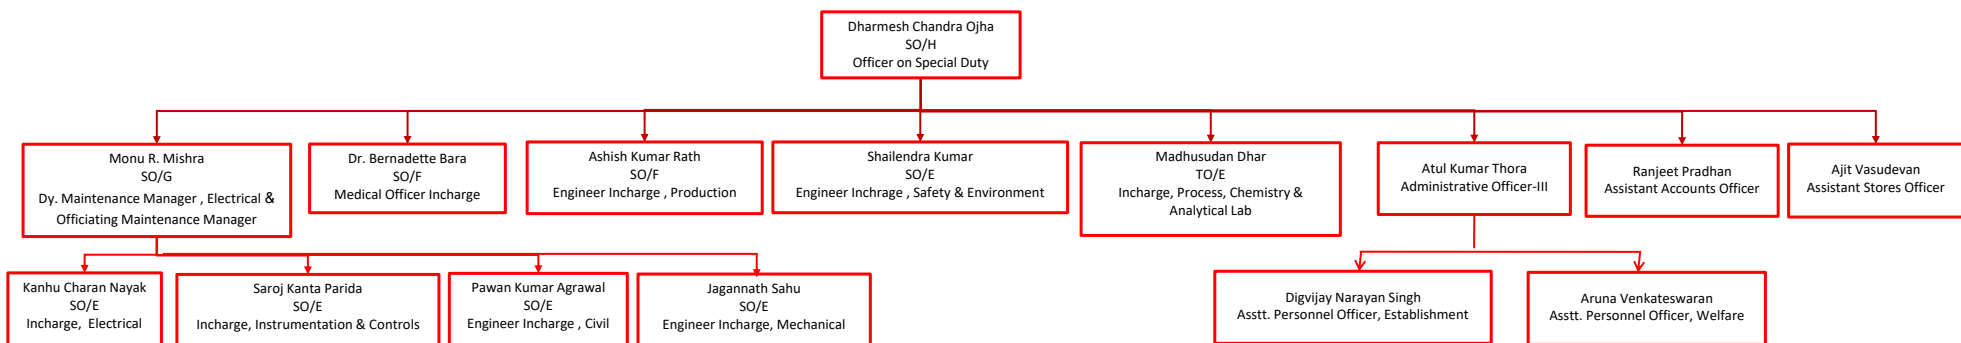 Dharmesh Chandra Ojha
SO/H
Officer on Special Duty
Monu R. Mishra
SO/G
Dy. Maintenance Manager , Electrical &
Officiating Maintenance Manager
Dr. Bernadette Bara
SO/F
Medical Officer Incharge
Ashish Kumar Rath
SO/F
Engineer Incharge , Production
Shailendra Kumar
SO/E
Engineer Inchrage , Safety & Environment
Madhusudan Dhar
TO/E
Incharge, Process, Chemistry &
Analytical Lab
Atul Kumar Thora
Administrative Officer-III
Ranjeet Pradhan
Assistant Accounts Officer
Ajit Vasudevan
Assistant Stores Officer
Kanhu Charan Nayak
SO/E
Incharge, Electrical
Saroj Kanta Parida
SO/E
Incharge, Instrumentation & Controls
Pawan Kumar Agrawal
SO/E
Engineer Incharge , Civil
Jagannath Sahu
SO/E
Engineer Incharge, Mechanical
Digvijay Narayan Singh
Asstt. Personnel Officer, Establishment
Aruna Venkateswaran
Asstt. Personnel Officer, Welfare